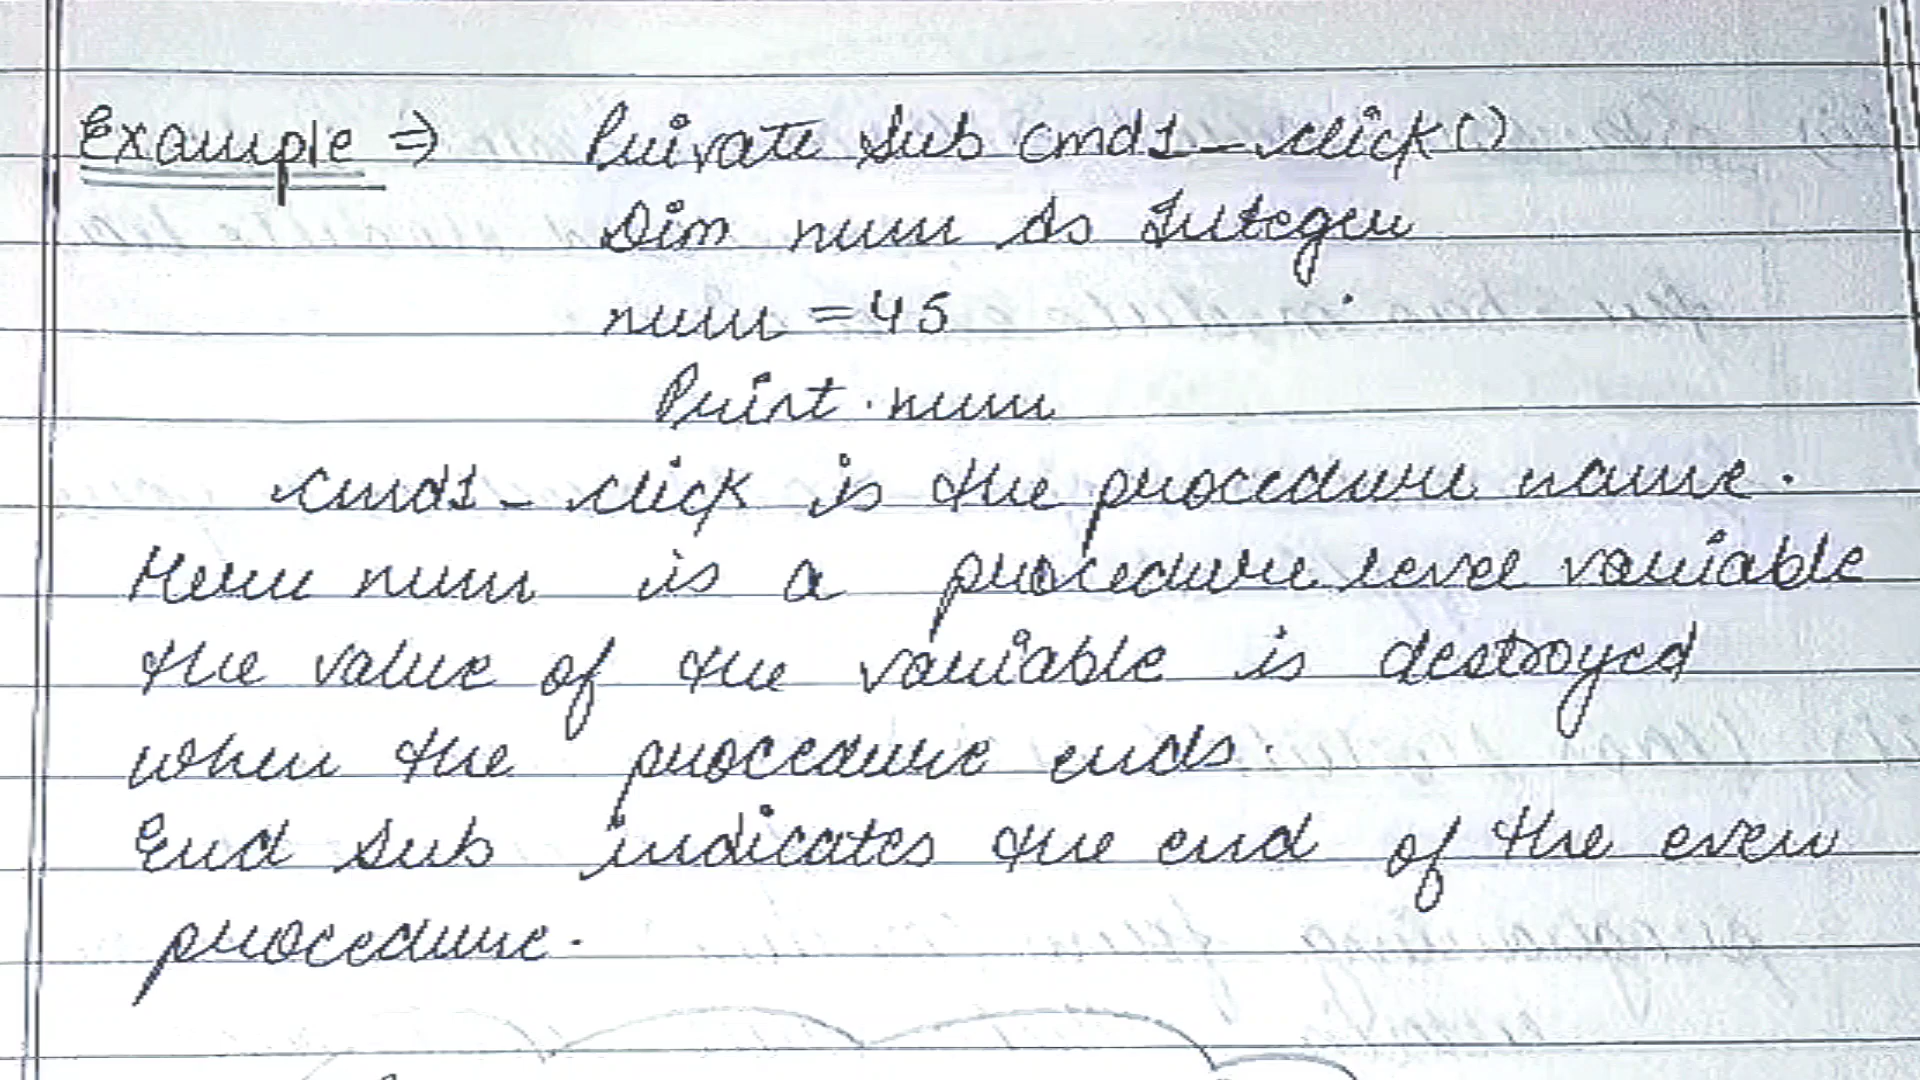 Example ⇒ Private Sub cmd1_click()
Dim num As Integer
num = 45
Print num
cmd1_click is the procedure name.
Here num is a procedure level variable
the value of the variable is destroyed
when the procedure ends.
End Sub indicates the end of the even
procedure.